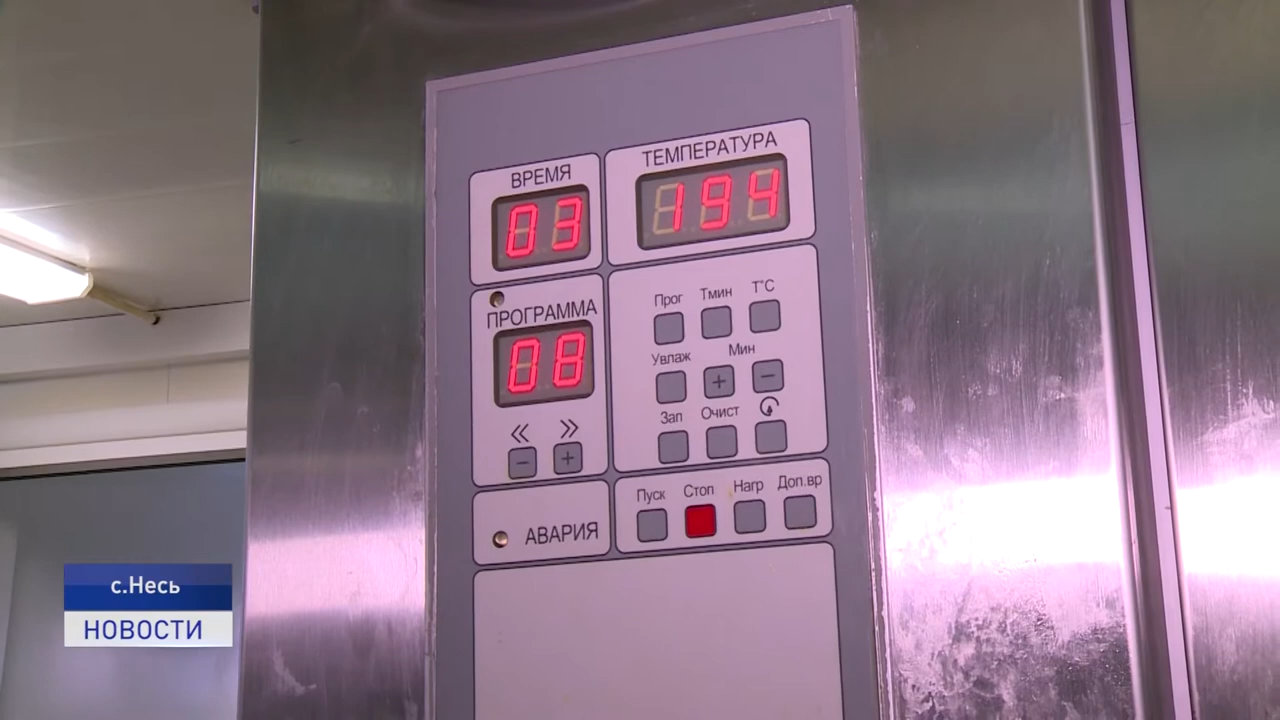 ВРЕМЯ
03
ТЕМПЕРАТУРА
194
ПРОГРАММА
08
« »
− +
Прог Тмин Т°С
Увлаж Мин
+ −
Зап Очист
Пуск Стоп Нагр Доп.вр
АВАРИЯ
с.Несь
НОВОСТИ